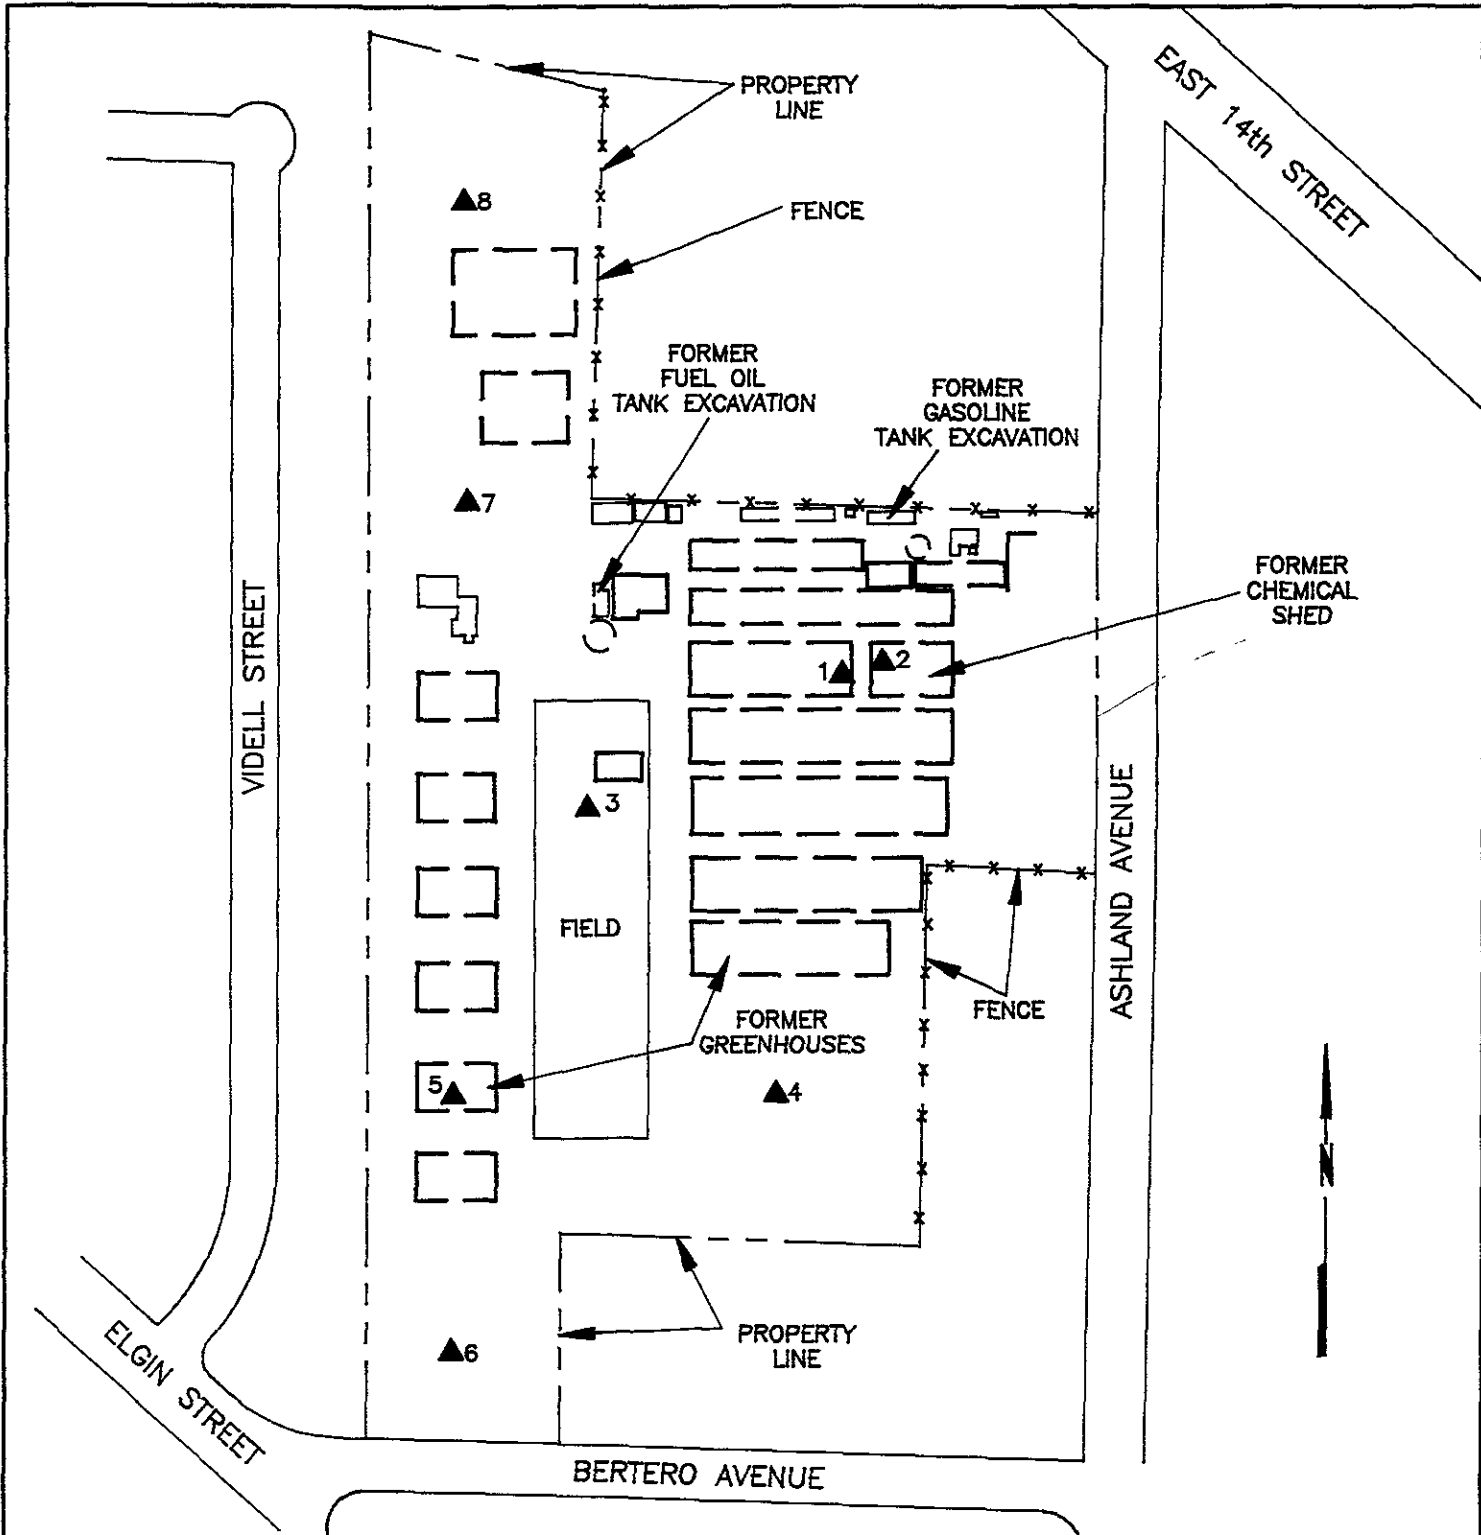 EAST 14th STREET
PROPERTY
LINE
8
FENCE
FORMER
FUEL OIL
TANK EXCAVATION
FORMER
GASOLINE
TANK EXCAVATION
7
FORMER
CHEMICAL
SHED
VIDELL STREET
1
2
3
ASHLAND AVENUE
FIELD
FENCE
FORMER
GREENHOUSES
5
4
N
PROPERTY
LINE
6
ELGIN STREET
BERTERO AVENUE